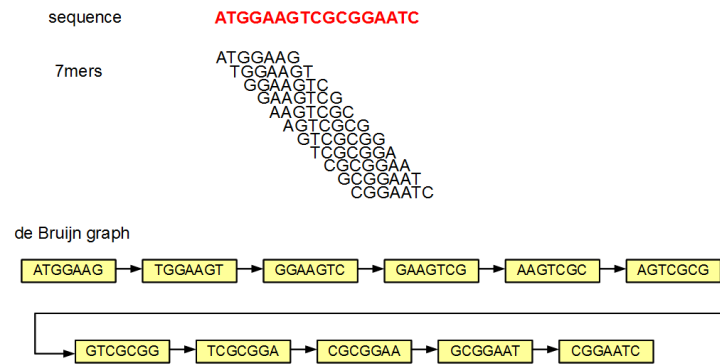 sequence ATGGAAGTCGCGGAATC
7mers
ATGGAAG
TGGAAGT
GGAAGTC
GAAGTCG
AAGTCGC
AGTCGCG
GTCGCGG
TCGCGGA
CGCGGAA
GCGGAAT
CGGAATC
de Bruijn graph
ATGGAAG TGGAAGT GGAAGTC GAAGTCG AAGTCGC AGTCGCG
GTCGCGG TCGCGGA CGCGGAA GCGGAAT CGGAATC